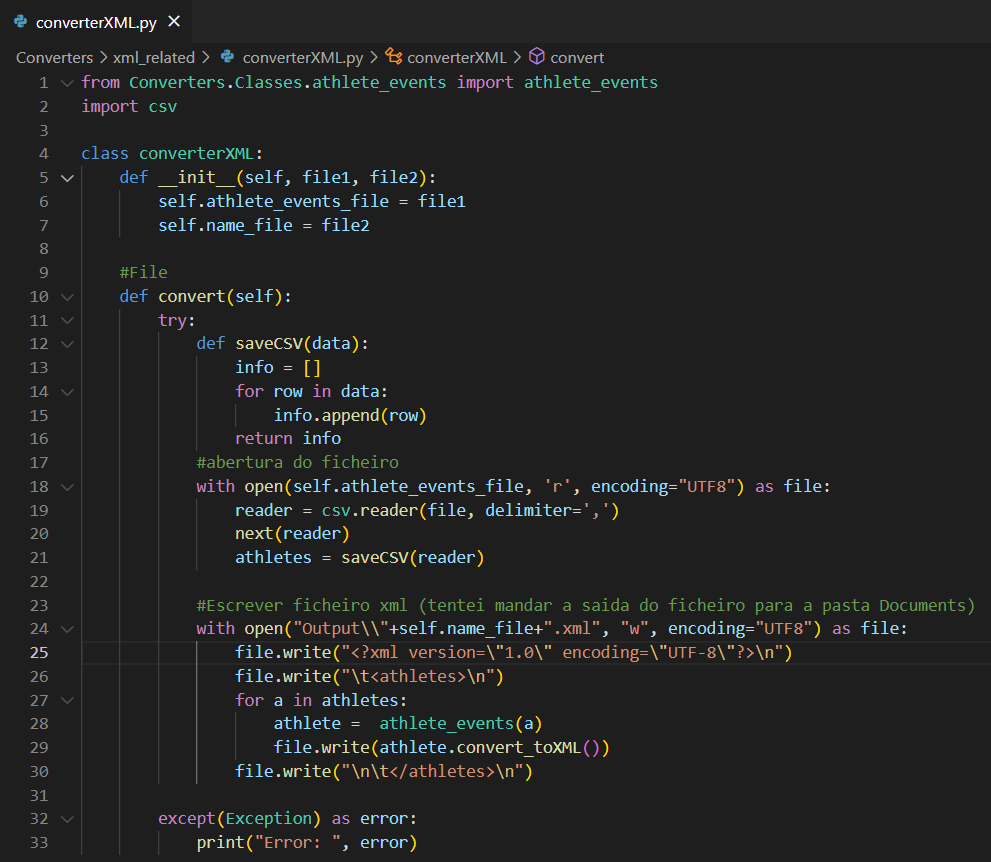 converterXML.py ×
Converters > xml_related > converterXML.py > converterXML > convert
1 from Converters.Classes.athlete_events import athlete_events
2 import csv
3
4 class converterXML:
5     def __init__(self, file1, file2):
6         self.athlete_events_file = file1
7         self.name_file = file2
8
9     #File
10     def convert(self):
11         try:
12             def saveCSV(data):
13                 info = []
14                 for row in data:
15                     info.append(row)
16                 return info
17             #abertura do ficheiro
18             with open(self.athlete_events_file, 'r', encoding="UTF8") as file:
19                 reader = csv.reader(file, delimiter=',')
20                 next(reader)
21                 athletes = saveCSV(reader)
22
23             #Escrever ficheiro xml (tentei mandar a saida do ficheiro para a pasta Documents)
24             with open("Output\\"+self.name_file+".xml", "w", encoding="UTF8") as file:
25                 file.write("<?xml version=\"1.0\" encoding=\"UTF-8\"?>\n")
26                 file.write("\t<athletes>\n")
27                 for a in athletes:
28                     athlete =  athlete_events(a)
29                     file.write(athlete.convert_toXML())
30                 file.write("\n\t</athletes>\n")
31
32         except(Exception) as error:
33             print("Error: ", error)